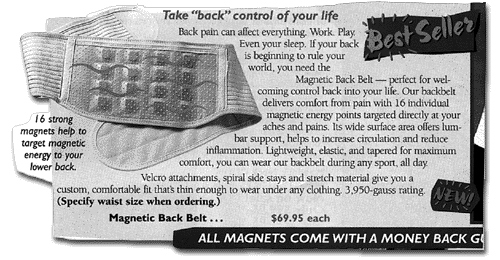 Take "back" control of your life
Back pain can affect everything. Work. Play.
Even your sleep. If your back
is beginning to rule your
world, you need the
Magnetic Back Belt — perfect for wel-
coming control back into your life. Our backbelt
delivers comfort from pain with 16 individual
magnetic energy points targeted directly at your
aches and pains. Its wide surface area offers lum-
bar support, helps to increase circulation and reduce
inflammation. Lightweight, elastic, and tapered for maximum
comfort, you can wear our backbelt during any sport, all day.
Velcro attachments, spiral side stays and stretch material give you a
custom, comfortable fit that's thin enough to wear under any clothing. 3,950-gauss rating.
(Specify waist size when ordering.)
Magnetic Back Belt . . . $69.95 each
Best Seller
16 strong
magnets help to
target magnetic
energy to your
lower back.
NEW!
ALL MAGNETS COME WITH A MONEY BACK